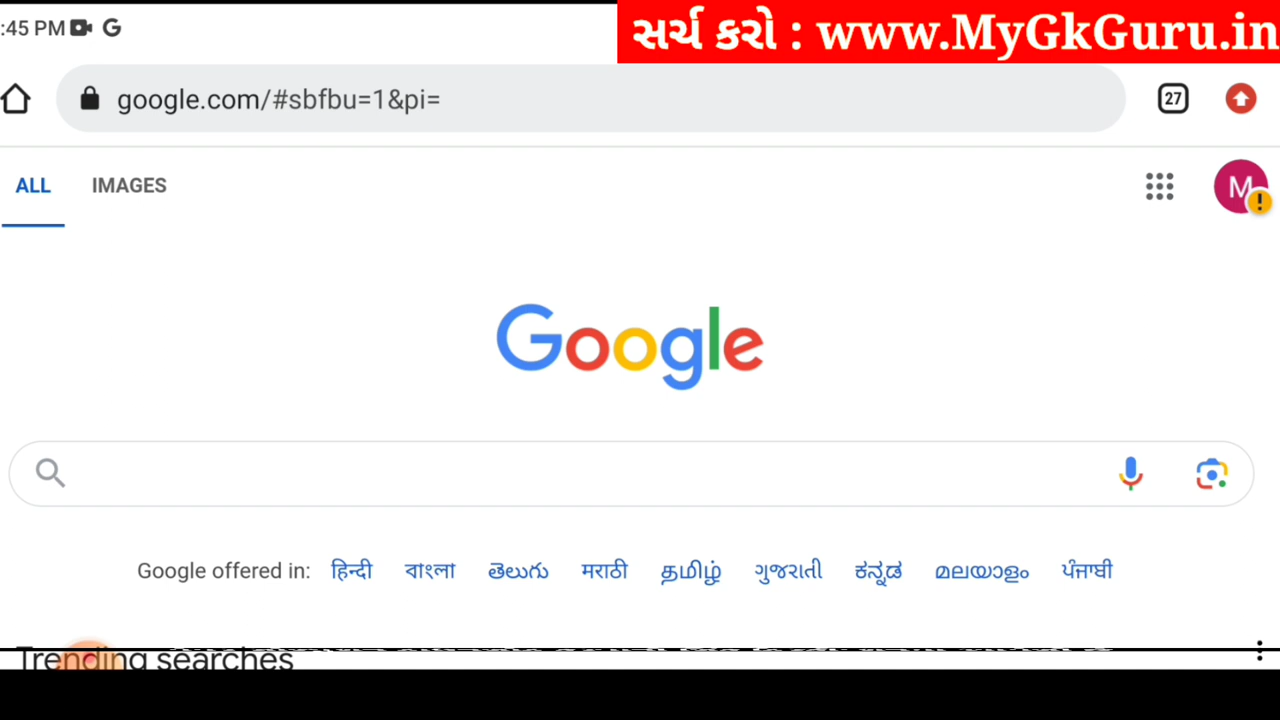 :45 PM
સર્ચ કરો : www.MyGkGuru.in
google.com/#sbfbu=1&pi=
27
ALL IMAGES
M
Google
Google offered in: हिन्दी বাংলা తెలుగు मराठी தமிழ் ગુજરાતી ಕನ್ನಡ മലയാളം ਪੰਜਾਬੀ
Trending searches